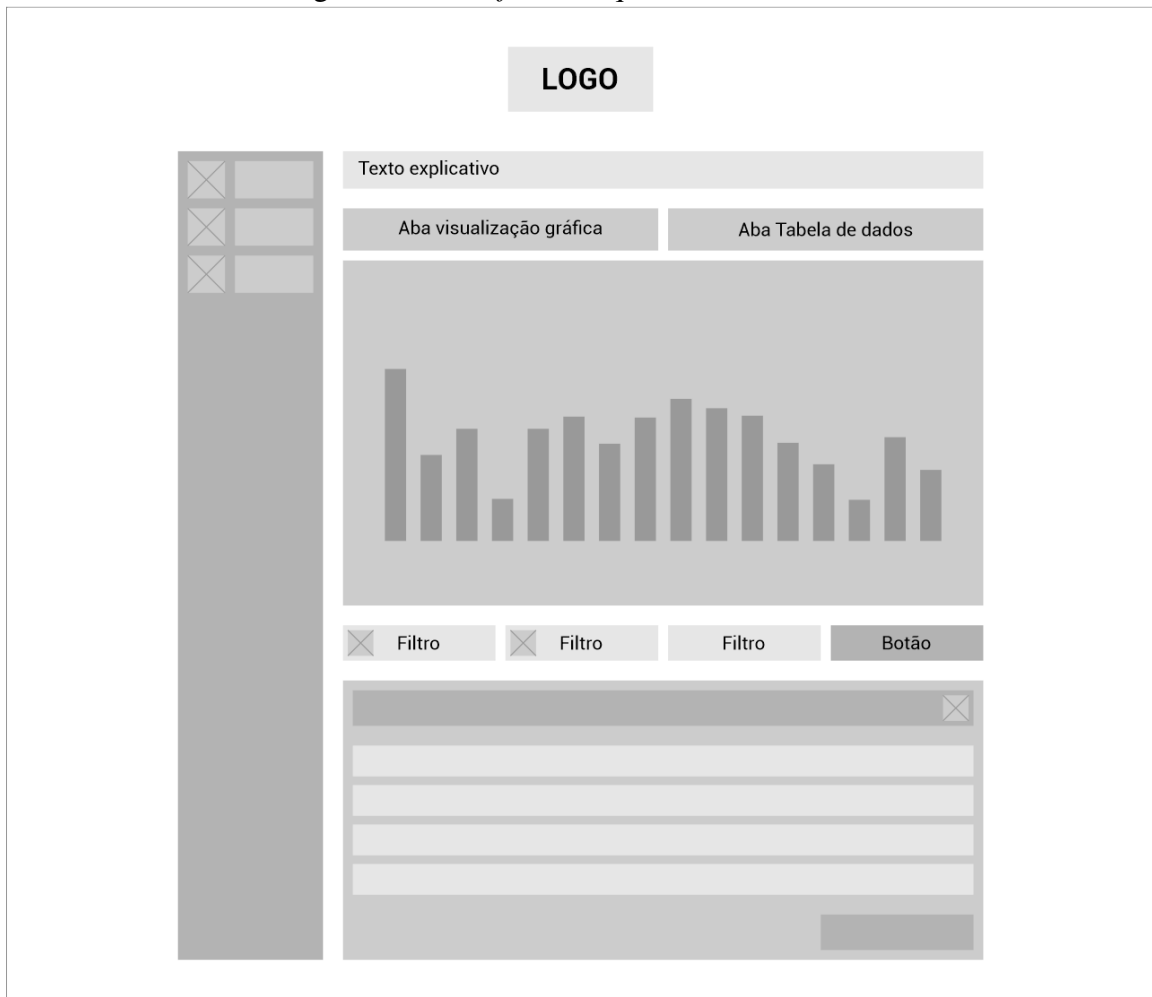 LOGO
Texto explicativo
Aba visualização gráfica
Aba Tabela de dados
Filtro
Filtro
Filtro
Botão